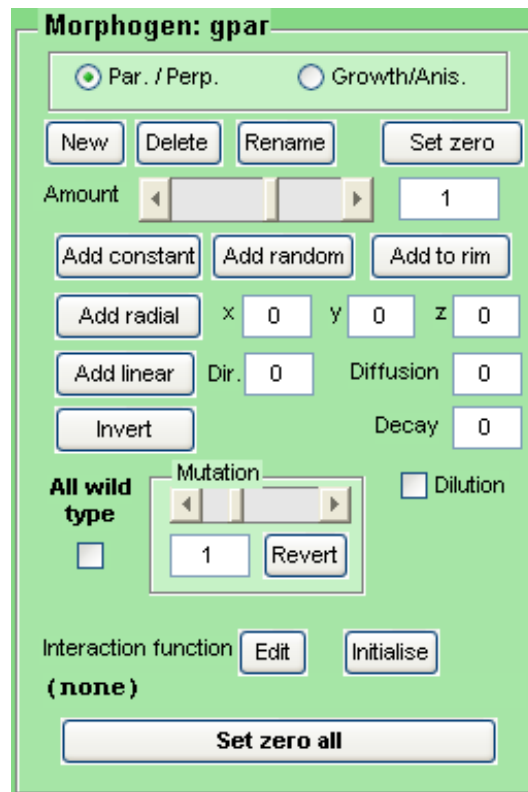 Morphogen: gpar
Par. / Perp. Growth/Anis.
New Delete Rename Set zero
Amount 1
Add constant Add random Add to rim
Add radial x 0 y 0 z 0
Add linear Dir. 0 Diffusion 0
Invert Decay 0
All wild type
Mutation
1 Revert
Dilution
Interaction function Edit Initialise
(none)
Set zero all